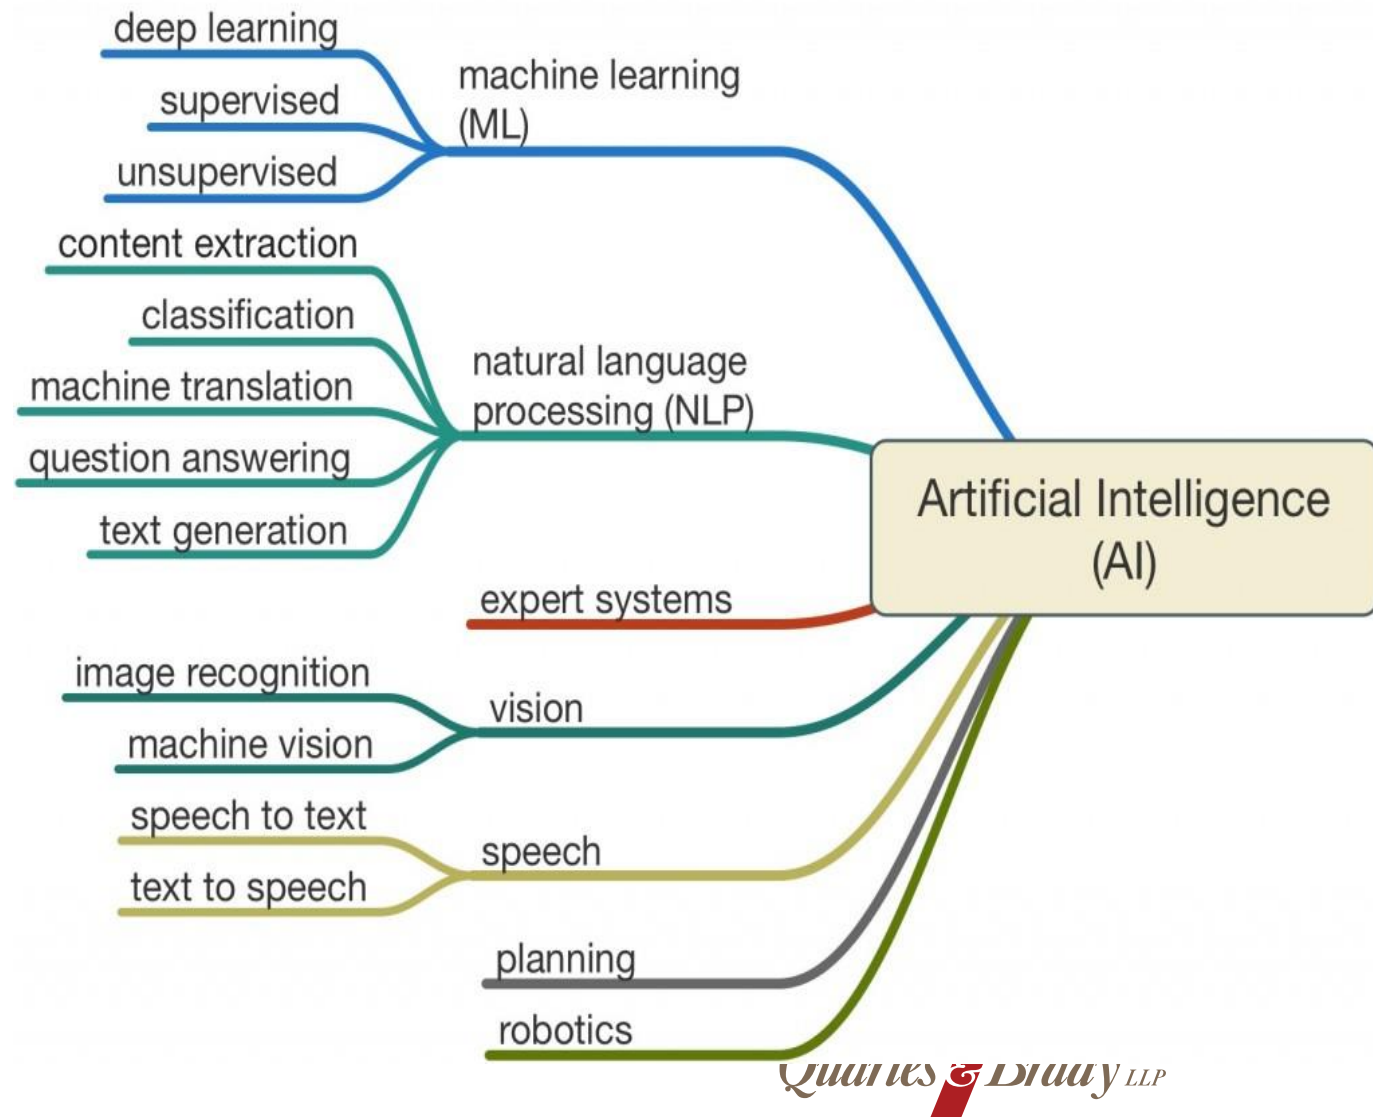 deep learning
supervised
unsupervised
machine learning
(ML)
content extraction
classification
machine translation
question answering
text generation
natural language
processing (NLP)
expert systems
image recognition
machine vision
vision
speech to text
text to speech
speech
planning
robotics
Artificial Intelligence
(AI)
Quarles & Brady LLP